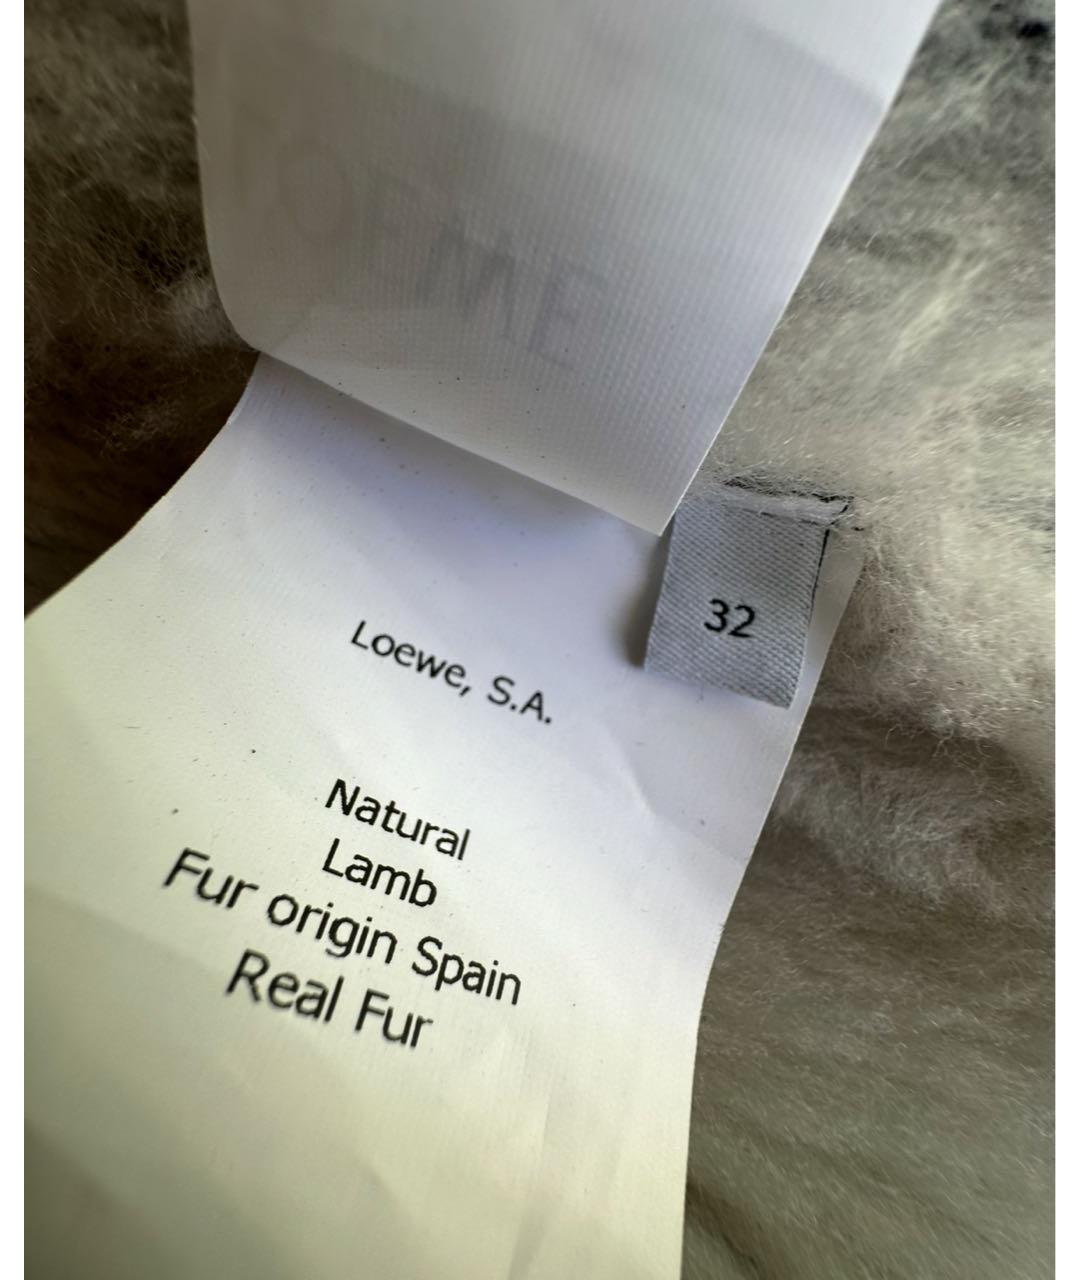 32
Loewe, S.A.
Natural
Lamb
Fur origin Spain
Real Fur